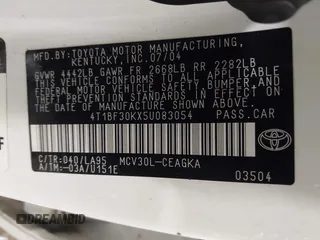 MFD.BY:TOYOTA MOTOR MANUFACTURING,
KENTUCKY,INC.07/04
GVWR 4442LB GAWR FR 2668LB RR 2282LB
THIS VEHICLE CONFORMS TO ALL APPLICABLE
FEDERAL MOTOR VEHICLE SAFETY, BUMPER, AND
THEFT PREVENTION STANDARDS IN EFFECT ON
THE DATE OF MANUFACTURE SHOWN ABOVE.
4T1BF30KX5U083054 PASS.CAR
C/TR:040/LA95 MCV30L-CEAGKA
A/TM:-03A/U151E
TOYOTA
03504
F
DREAMBID